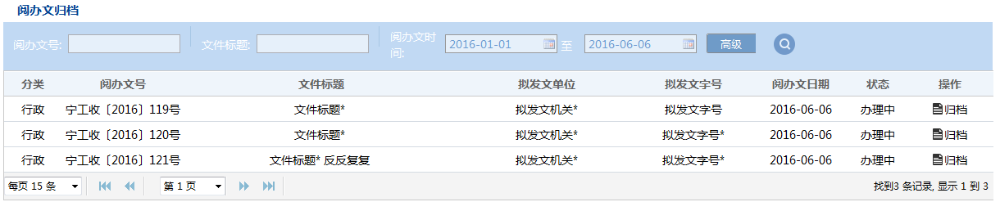 阅办文归档
阅办文号: 文件标题: 阅办文时间: 2016-01-01 至 2016-06-06 高级
分类 阅办文号 文件标题 拟发文单位 拟发文字号 阅办文日期 状态 操作
行政 宁工收〔2016〕119号 文件标题* 拟发文机关* 拟发文字号 2016-06-06 办理中 归档
行政 宁工收〔2016〕120号 文件标题* 拟发文机关* 拟发文字号* 2016-06-06 办理中 归档
行政 宁工收〔2016〕121号 文件标题* 反反复复 拟发文机关* 拟发文字号* 2016-06-06 办理中 归档
每页 15 条 第 1 页 找到3 条记录, 显示 1 到 3